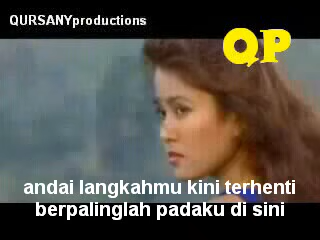 QURSANYproductions
QP
andai langkahmu kini terhenti
berpalinglah padaku di sini